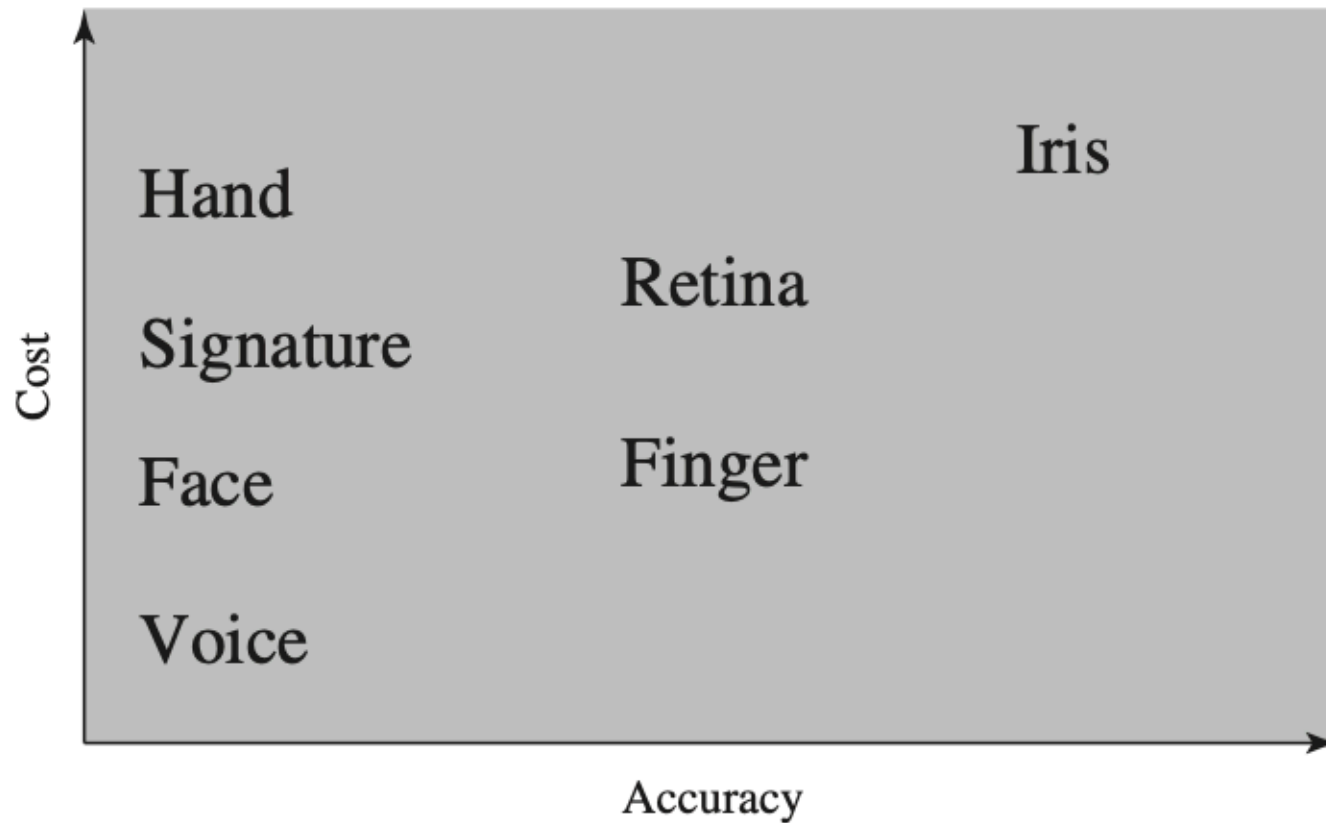 Iris
Hand
Retina
Signature
Cost
Finger
Face
Voice
Accuracy